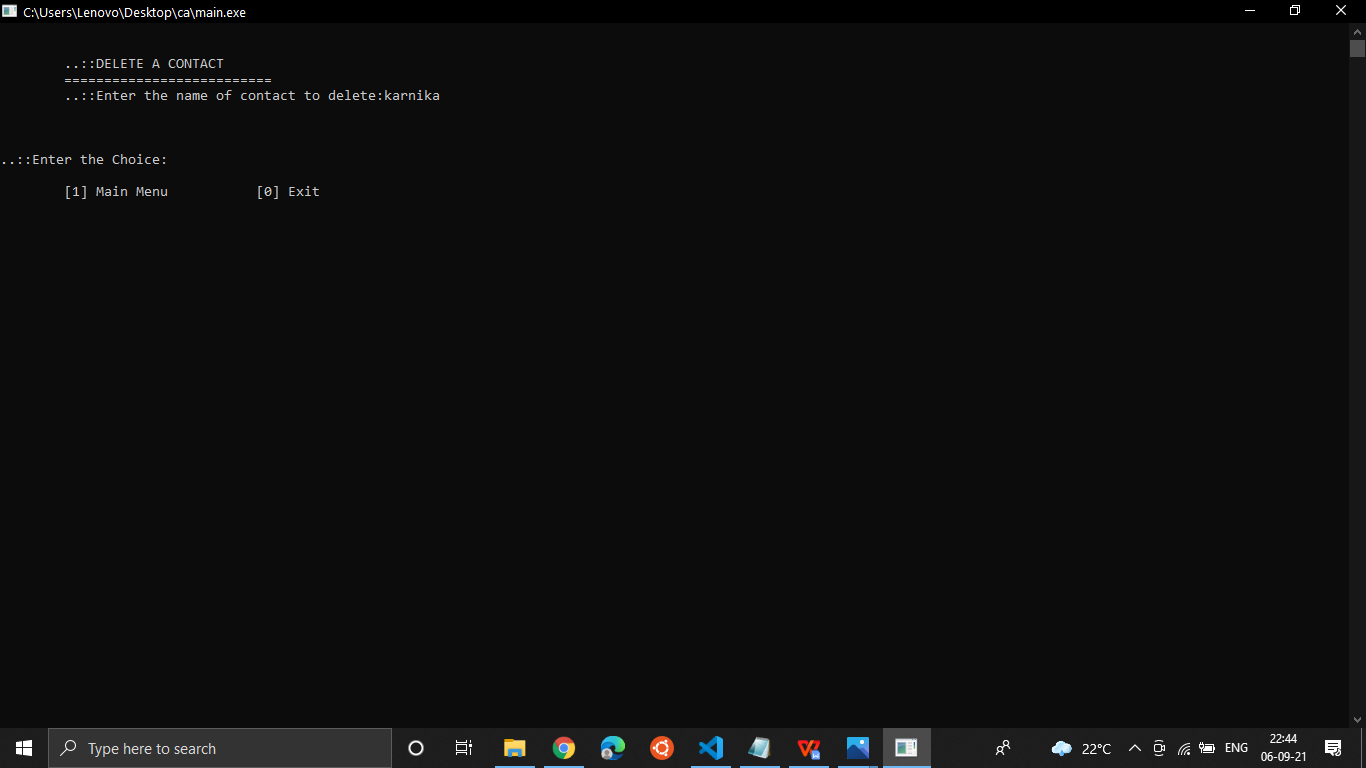 C:\Users\Lenovo\Desktop\ca\main.exe
..::DELETE A CONTACT
==========================
..::Enter the name of contact to delete:karnika
..::Enter the Choice:
[1] Main Menu [0] Exit
Type here to search
22°C
ENG
22:44
06-09-21